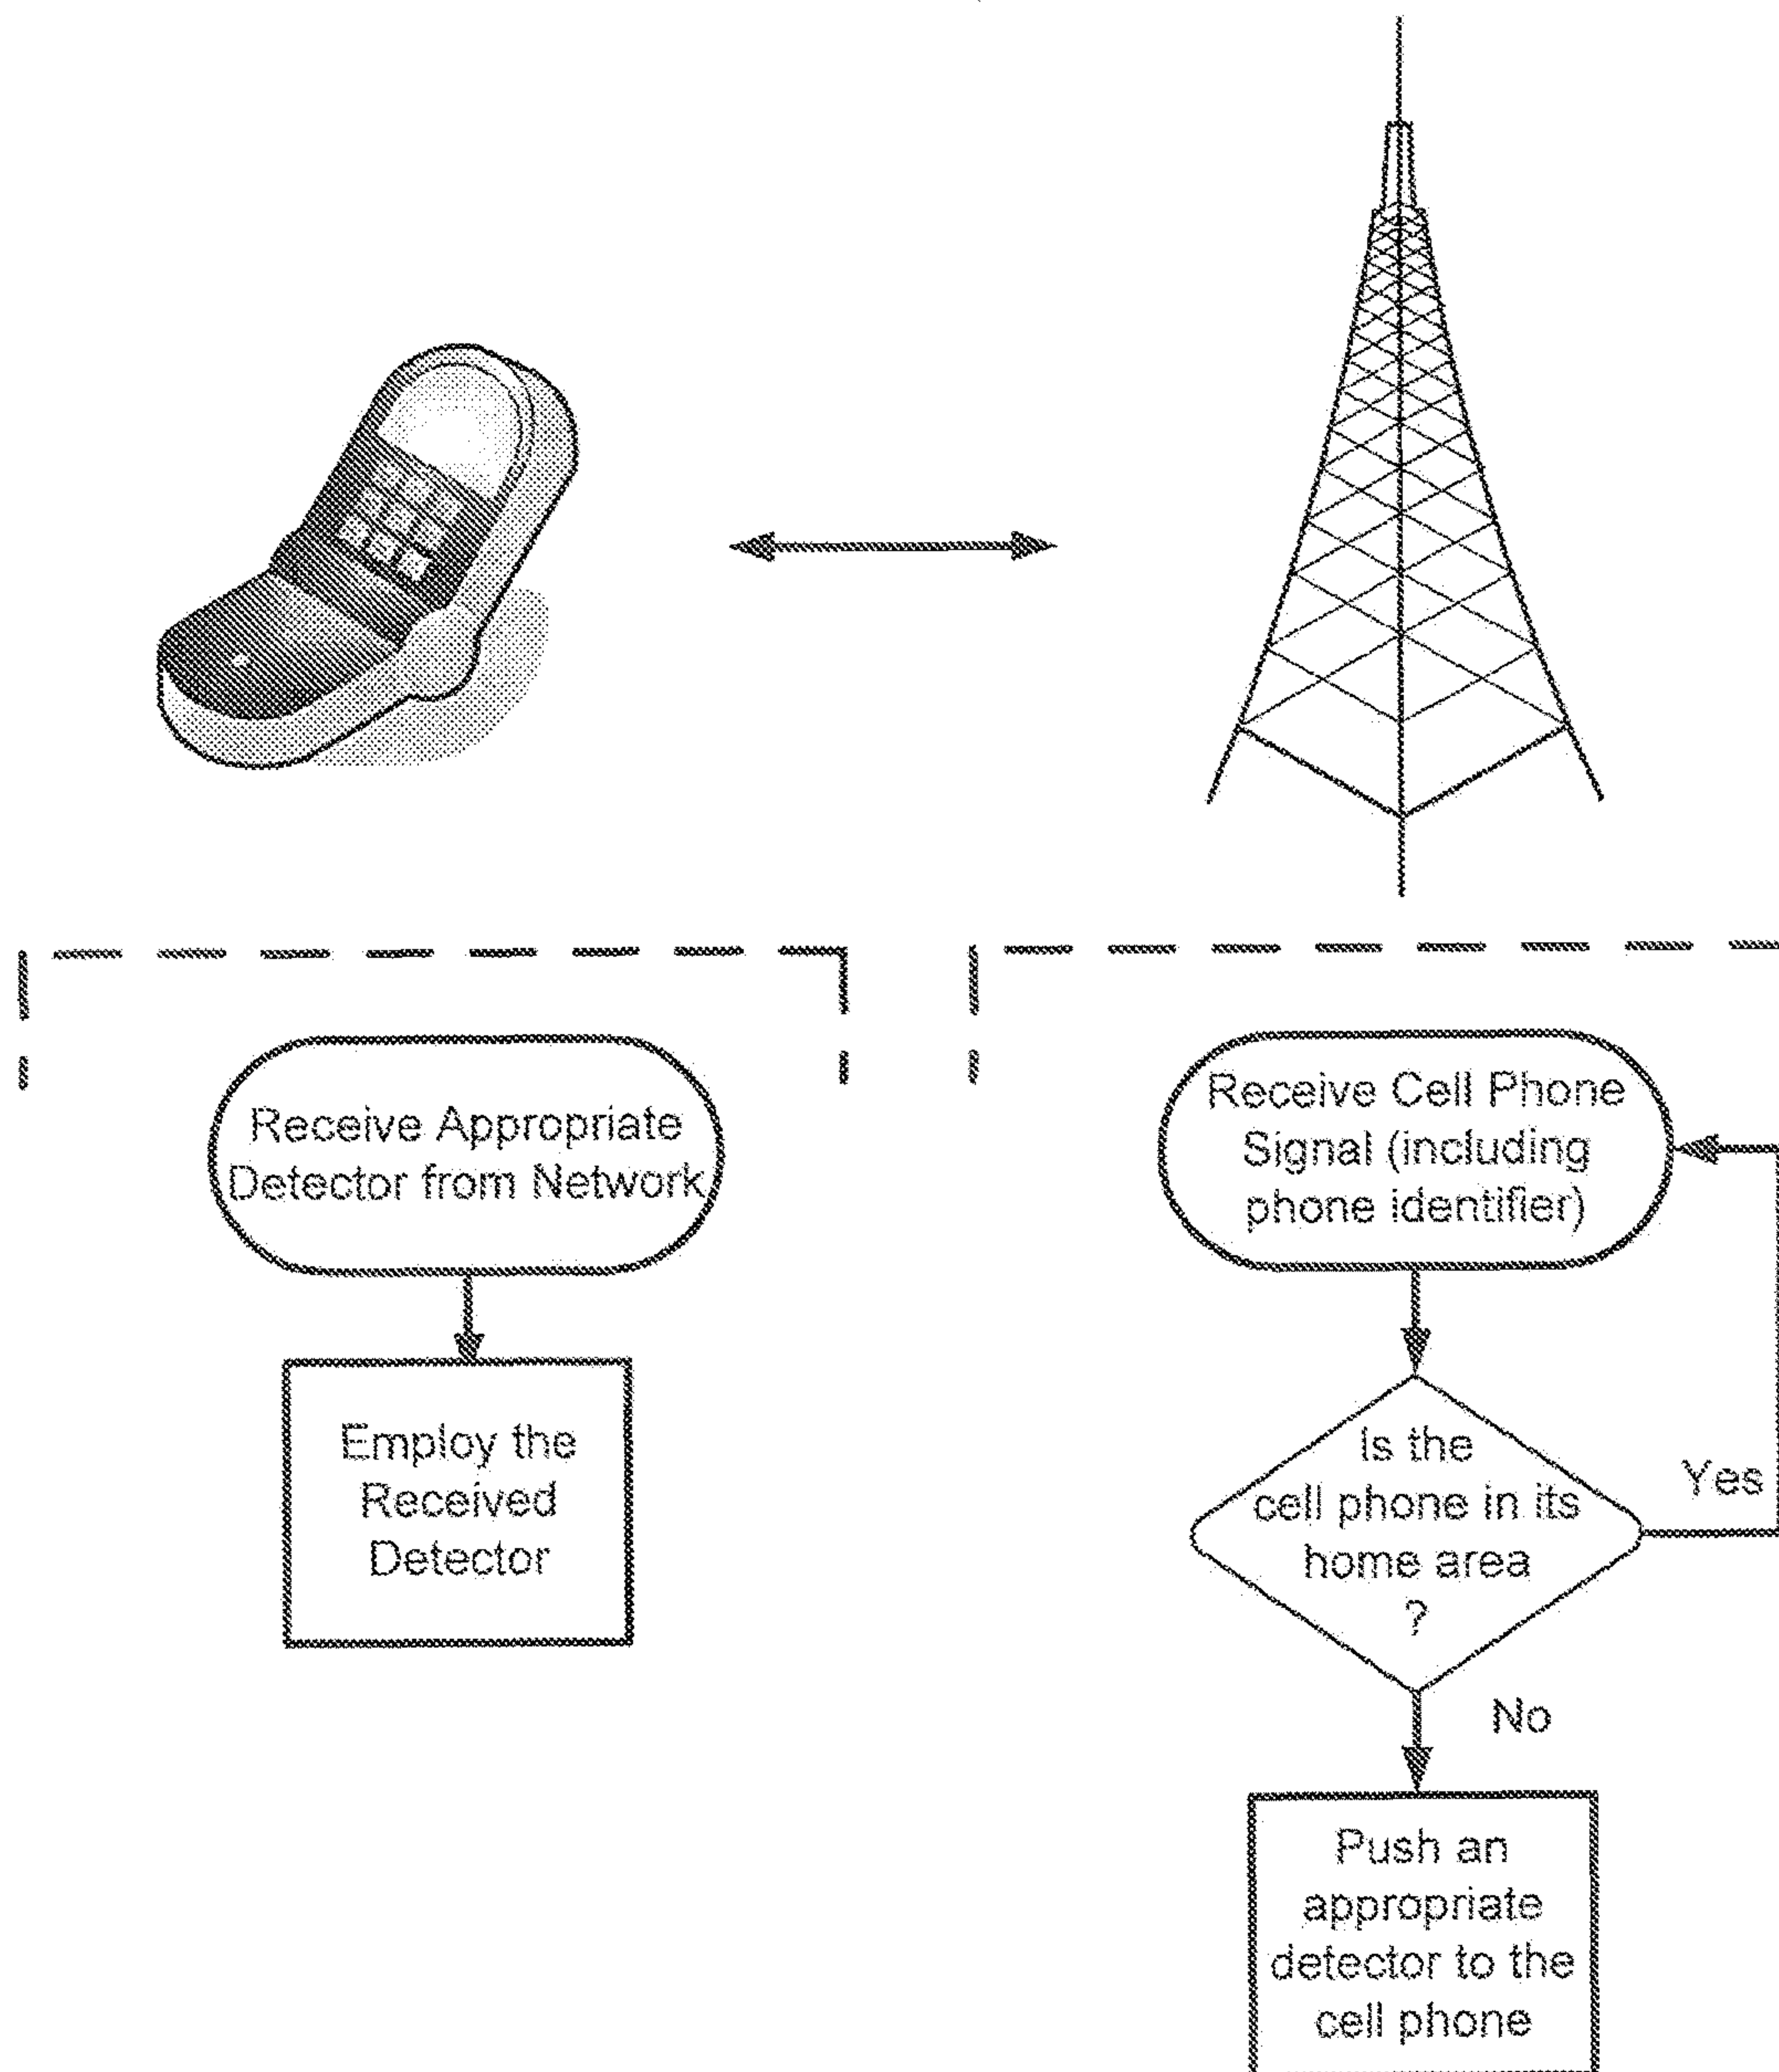 Receive Appropriate
Detector from Network
Employ the
Received
Detector
Receive Cell Phone
Signal (including
phone identifier)
Is the
cell phone in its
home area
?
Yes
No
Push an
appropriate
detector to the
cell phone